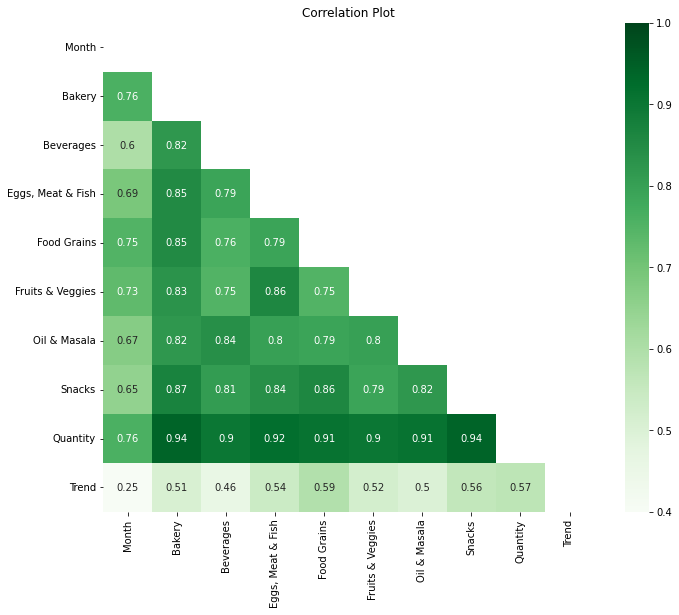 Correlation Plot
Month
Bakery 0.76
Beverages 0.6 0.82
Eggs, Meat & Fish 0.69 0.85 0.79
Food Grains 0.75 0.85 0.76 0.79
Fruits & Veggies 0.73 0.83 0.75 0.86 0.75
Oil & Masala 0.67 0.82 0.84 0.8 0.79 0.8
Snacks 0.65 0.87 0.81 0.84 0.86 0.79 0.82
Quantity 0.76 0.94 0.9 0.92 0.91 0.9 0.91 0.94
Trend 0.25 0.51 0.46 0.54 0.59 0.52 0.5 0.56 0.57
Month
Bakery
Beverages
Eggs, Meat & Fish
Food Grains
Fruits & Veggies
Oil & Masala
Snacks
Quantity
Trend
1.0
0.9
0.8
0.7
0.6
0.5
0.4